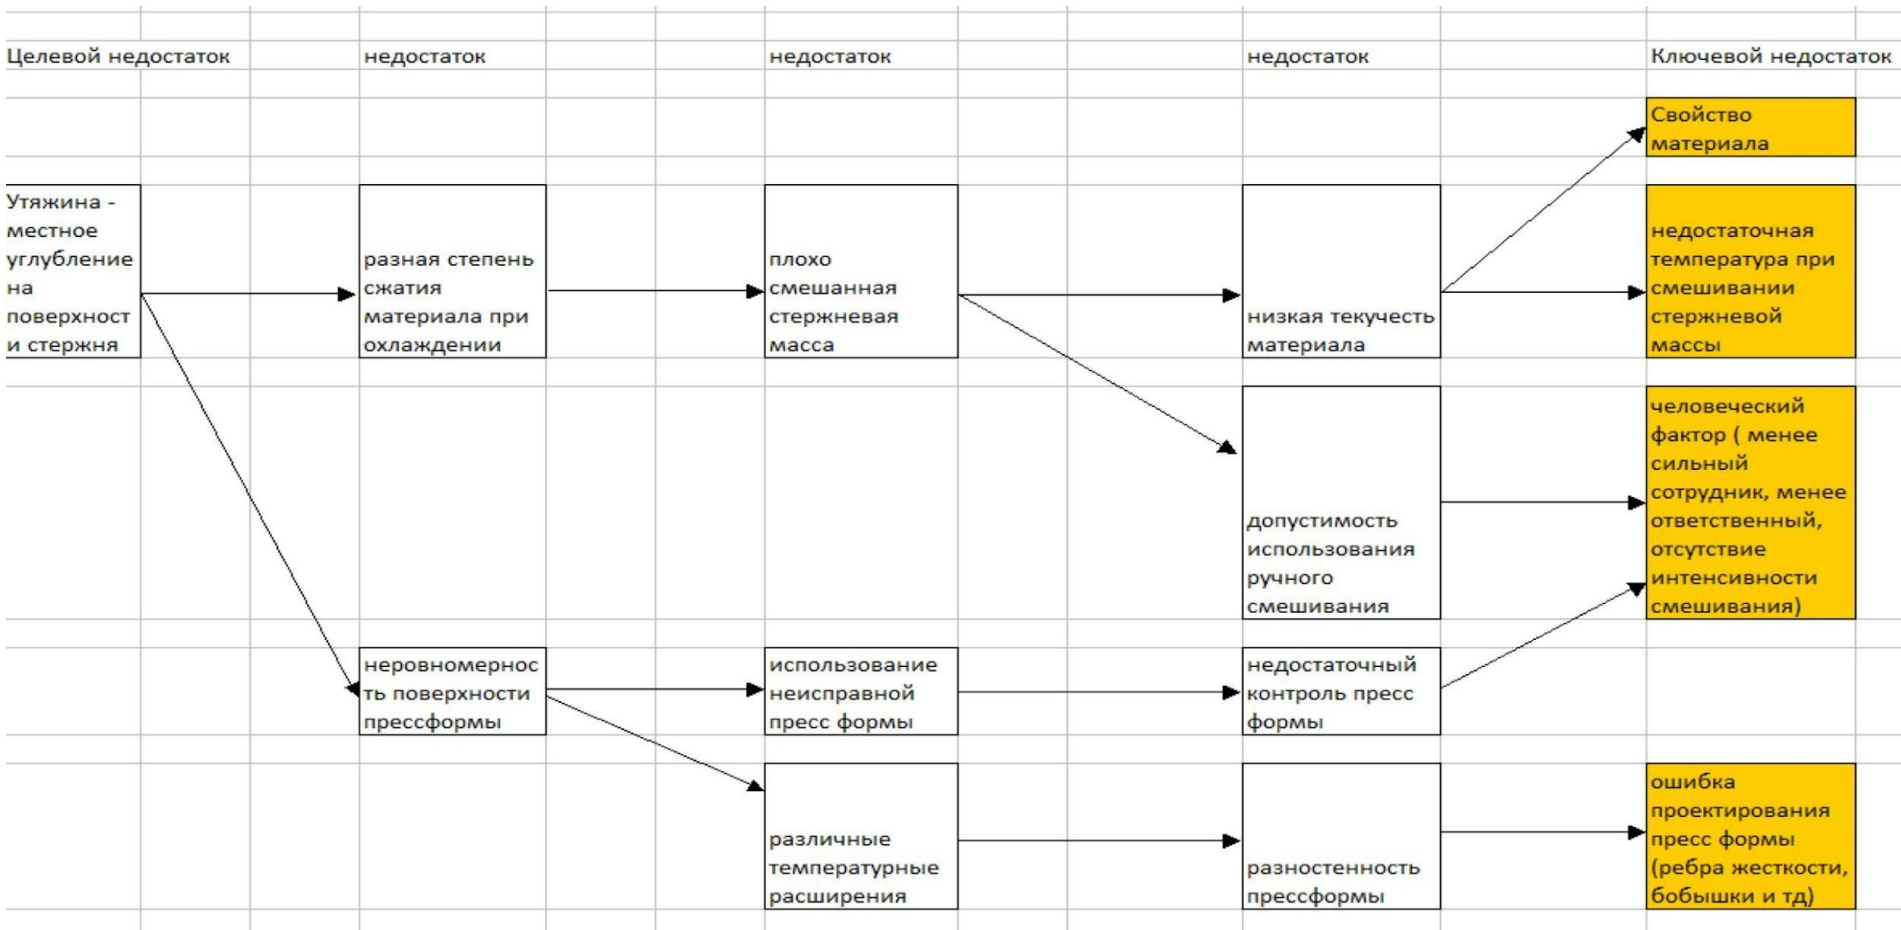 Целевой недостаток
недостаток
недостаток
недостаток
Ключевой недостаток
Свойство
материала
Утяжина -
местное
углубление
на
поверхност
и стержня
разная степень
сжатия
материала при
охлаждении
плохо
смешанная
стержневая
масса
низкая текучесть
материала
недостаточная
температура при
смешивании
стержневой
массы
допустимость
использования
ручного
смешивания
человеческий
фактор ( менее
сильный
сотрудник, менее
ответственный,
отсутствие
интенсивности
смешивания)
неровномернос
ть поверхности
прессформы
использование
неисправной
пресс формы
недостаточный
контроль пресс
формы
различные
температурные
расширения
разностенность
прессформы
ошибка
проектирования
пресс формы
(ребра жесткости,
бобышки и тд)